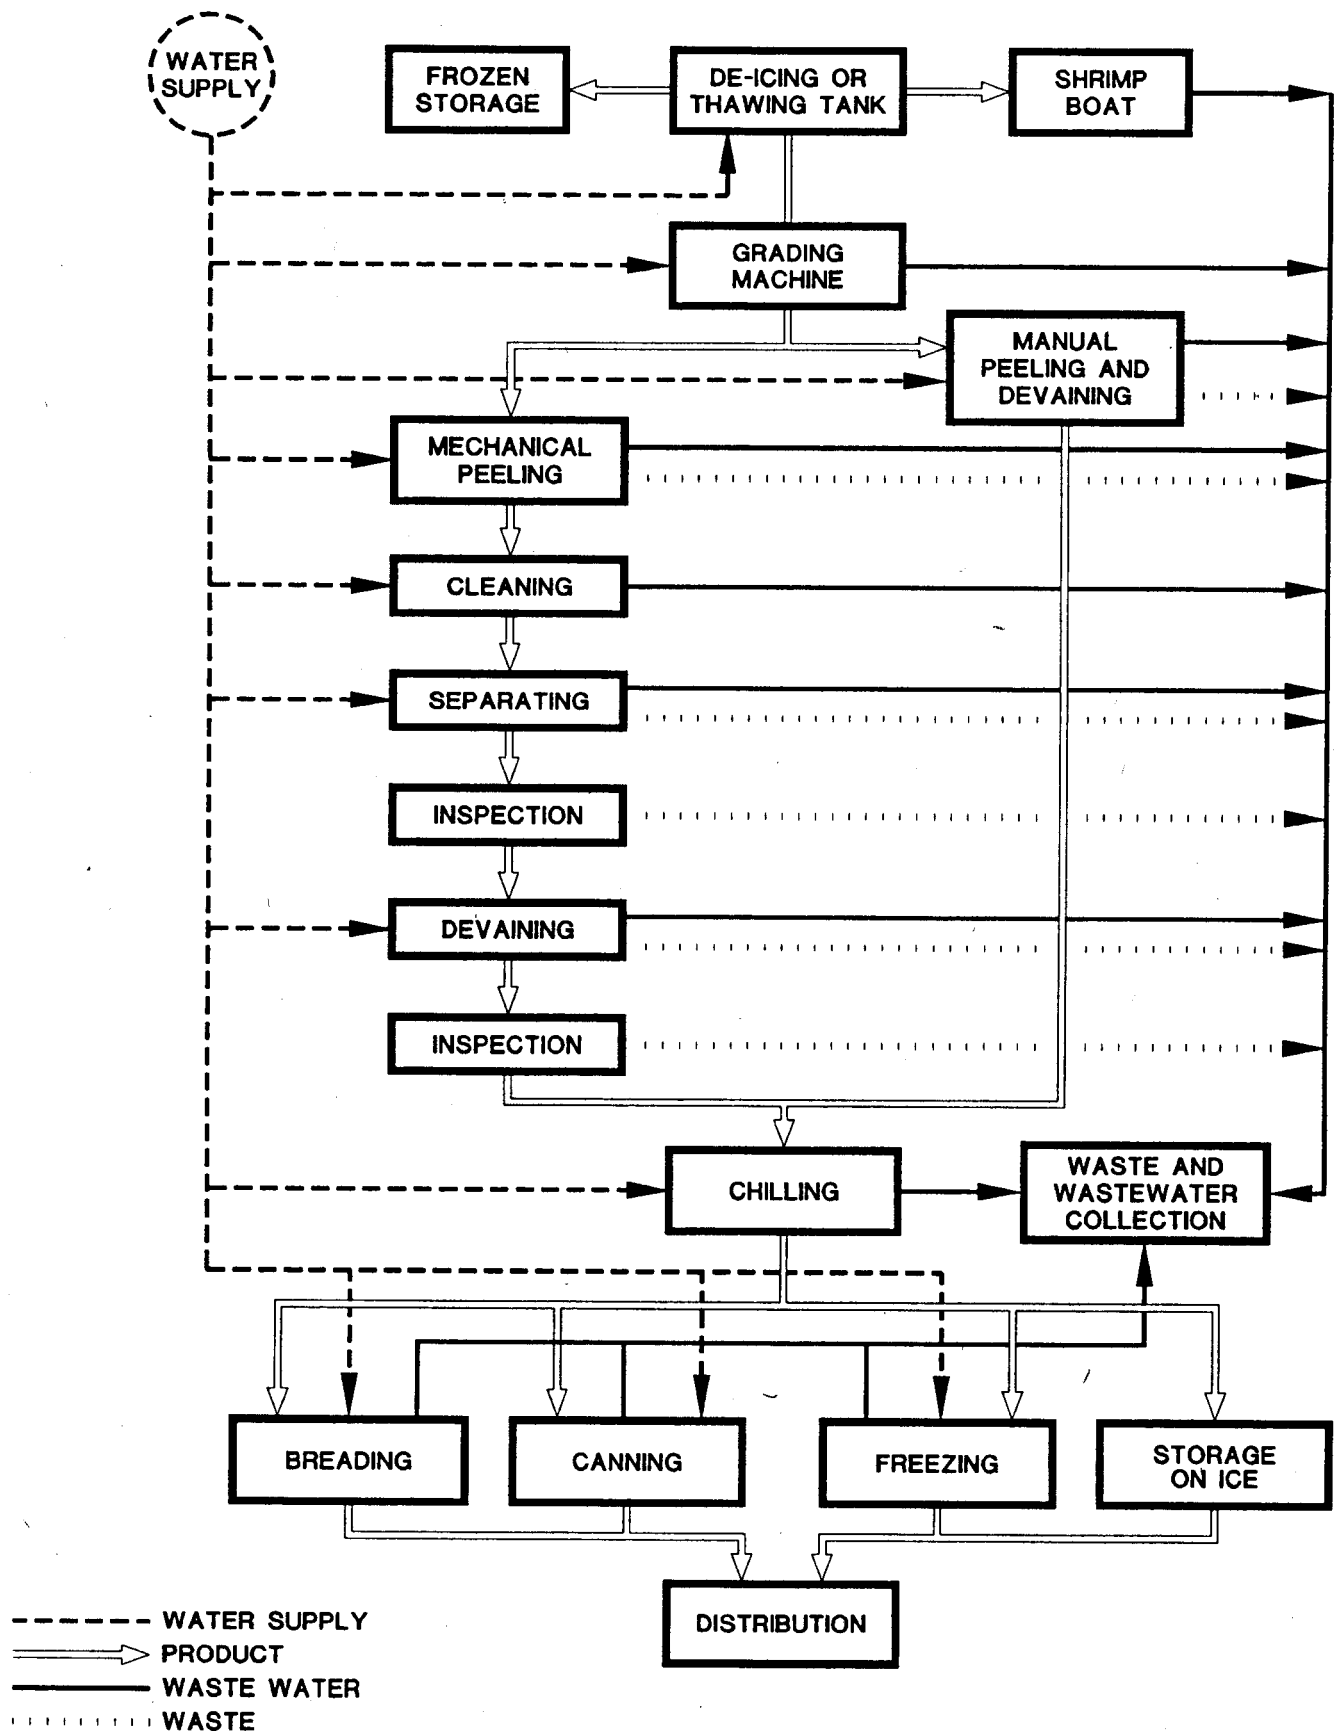 WATER
SUPPLY
FROZEN
STORAGE
DE-ICING OR
THAWING TANK
SHRIMP
BOAT
GRADING
MACHINE
MANUAL
PEELING AND
DEVAINING
MECHANICAL
PEELING
CLEANING
SEPARATING
INSPECTION
DEVAINING
INSPECTION
CHILLING
WASTE AND
WASTEWATER
COLLECTION
BREADING
CANNING
FREEZING
STORAGE
ON ICE
DISTRIBUTION
WATER SUPPLY
PRODUCT
WASTE WATER
WASTE